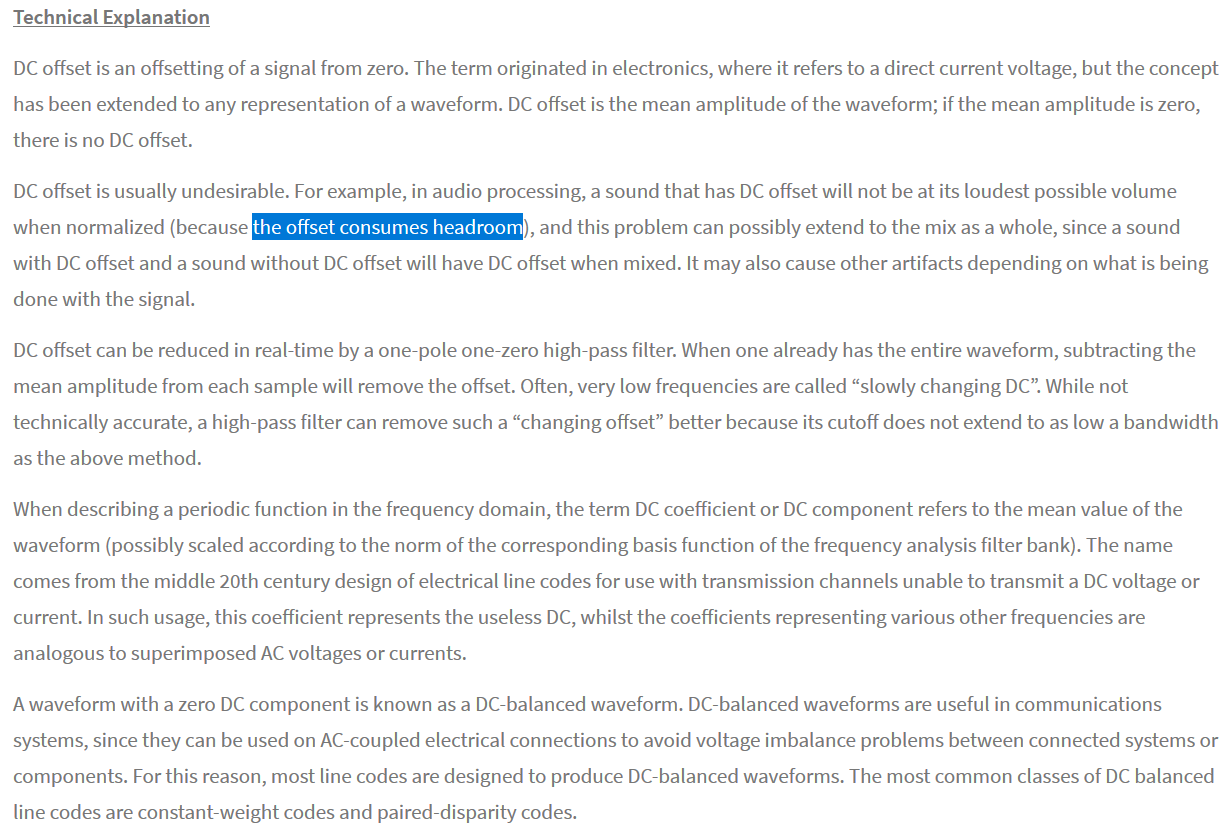 Technical Explanation
DC offset is an offsetting of a signal from zero. The term originated in electronics, where it refers to a direct current voltage, but the concept
has been extended to any representation of a waveform. DC offset is the mean amplitude of the waveform; if the mean amplitude is zero,
there is no DC offset.
DC offset is usually undesirable. For example, in audio processing, a sound that has DC offset will not be at its loudest possible volume
when normalized (because the offset consumes headroom), and this problem can possibly extend to the mix as a whole, since a sound
with DC offset and a sound without DC offset will have DC offset when mixed. It may also cause other artifacts depending on what is being
done with the signal.
DC offset can be reduced in real-time by a one-pole one-zero high-pass filter. When one already has the entire waveform, subtracting the
mean amplitude from each sample will remove the offset. Often, very low frequencies are called “slowly changing DC”. While not
technically accurate, a high-pass filter can remove such a “changing offset” better because its cutoff does not extend to as low a bandwidth
as the above method.
When describing a periodic function in the frequency domain, the term DC coefficient or DC component refers to the mean value of the
waveform (possibly scaled according to the norm of the corresponding basis function of the frequency analysis filter bank). The name
comes from the middle 20th century design of electrical line codes for use with transmission channels unable to transmit a DC voltage or
current. In such usage, this coefficient represents the useless DC, whilst the coefficients representing various other frequencies are
analogous to superimposed AC voltages or currents.
A waveform with a zero DC component is known as a DC-balanced waveform. DC-balanced waveforms are useful in communications
systems, since they can be used on AC-coupled electrical connections to avoid voltage imbalance problems between connected systems or
components. For this reason, most line codes are designed to produce DC-balanced waveforms. The most common classes of DC balanced
line codes are constant-weight codes and paired-disparity codes.